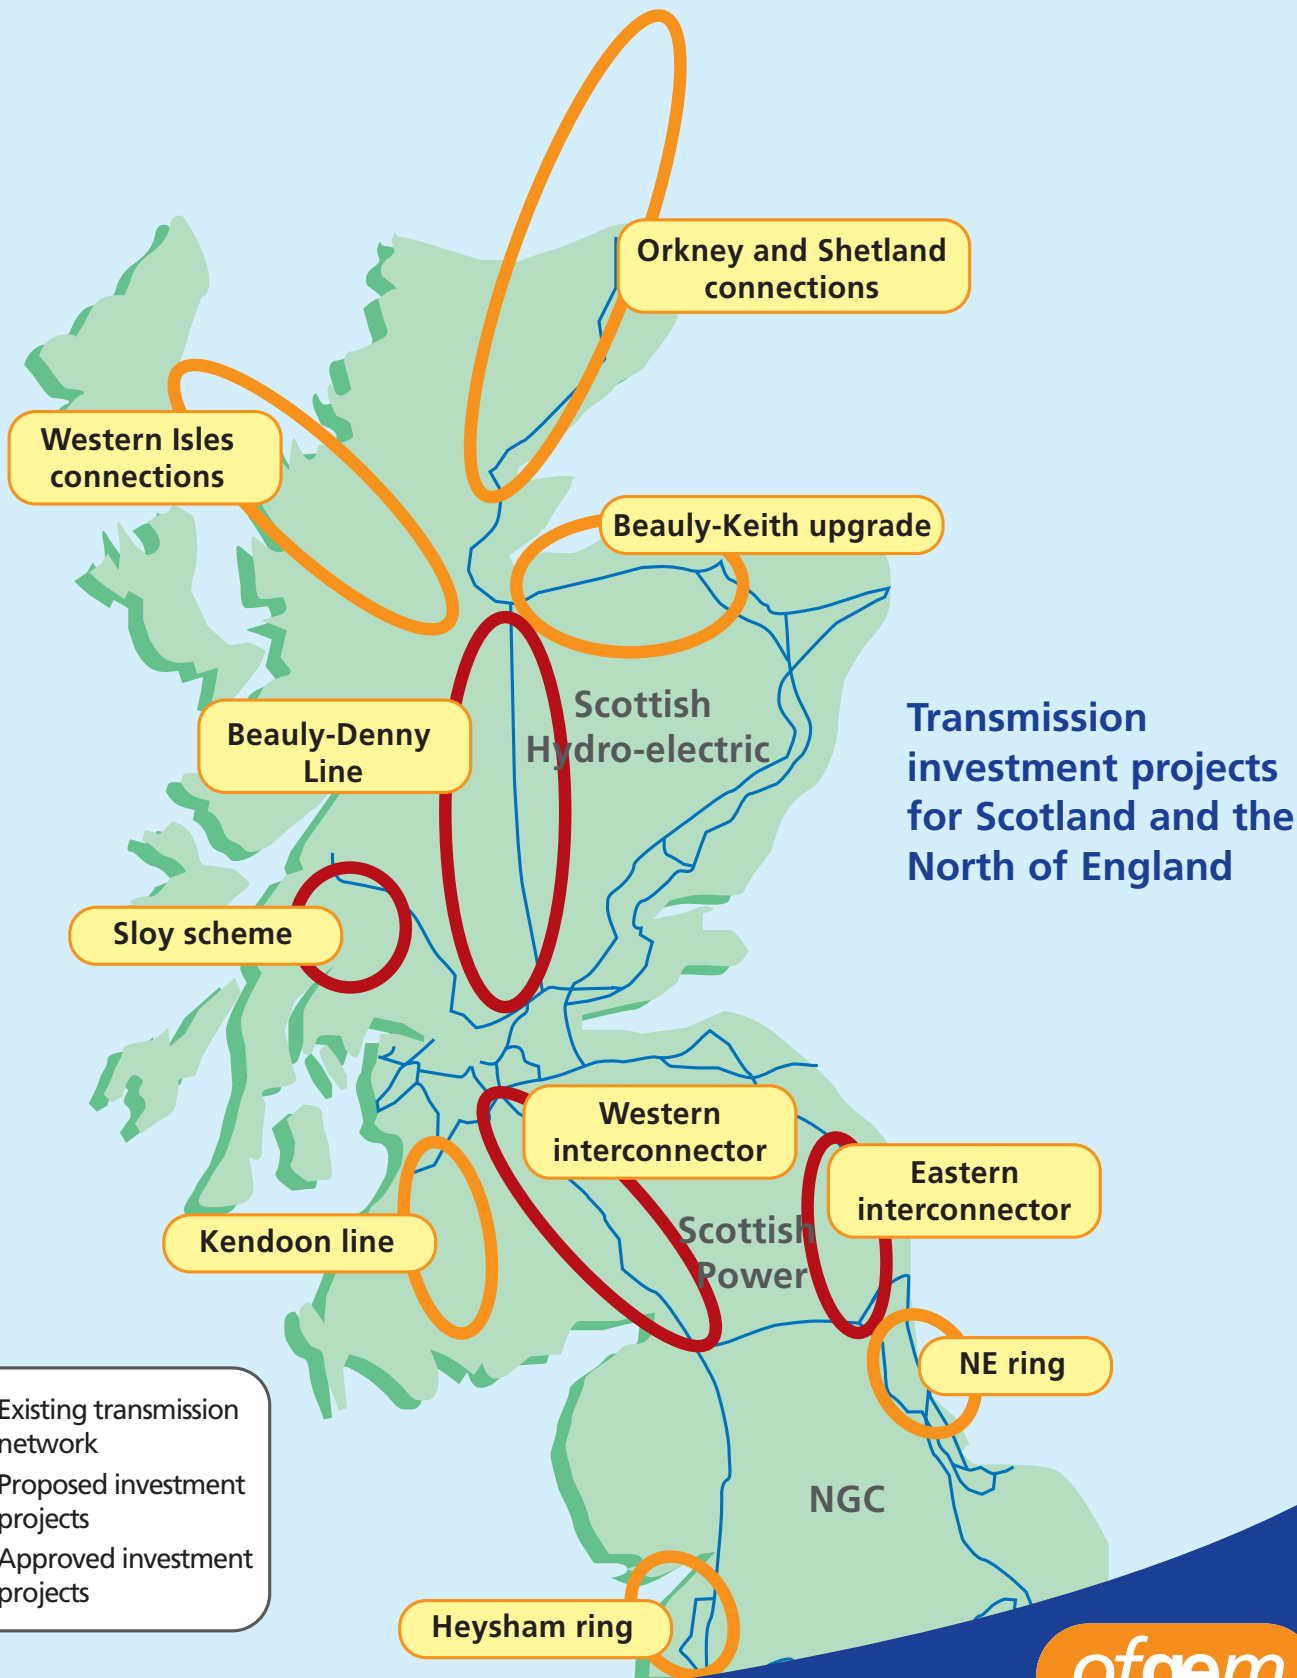 Orkney and Shetland
connections
Western Isles
connections
Beauly-Keith upgrade
Scottish
Hydro-electric
Beauly-Denny
Line
Transmission
investment projects
for Scotland and the
North of England
Sloy scheme
Western
interconnector
Eastern
interconnector
Scottish
Power
Kendoon line
NE ring
Existing transmission
network
Proposed investment
projects
Approved investment
projects
NGC
Heysham ring
ofgem